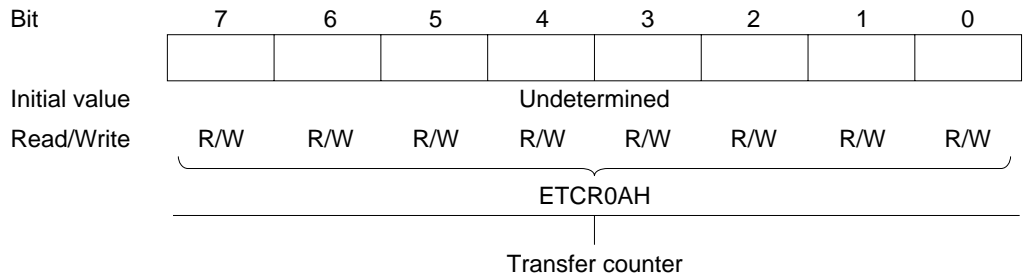 Bit 7 6 5 4 3 2 1 0
Initial value Undetermined
Read/Write R/W R/W R/W R/W R/W R/W R/W R/W
ETCR0AH
Transfer counter